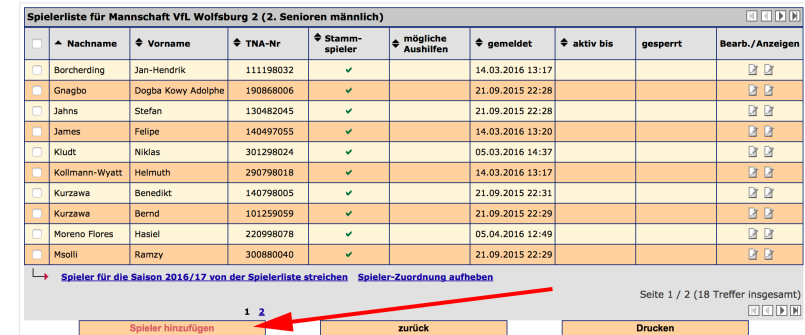 Spielerliste für Mannschaft VfL Wolfsburg 2 (2. Senioren männlich)
Nachname Vorname TNA-Nr Stamm-spieler mögliche Aushilfen gemeldet aktiv bis gesperrt Bearb./Anzeigen
Borcherding Jan-Hendrik 111198032 14.03.2016 13:17
Gnagbo Dogba Kowy Adolphe 190868006 21.09.2015 22:28
Jahns Stefan 130482045 21.09.2015 22:28
James Felipe 140497055 14.03.2016 13:20
Kludt Niklas 301298024 05.03.2016 14:37
Kollmann-Wyatt Helmuth 290798018 14.03.2016 13:17
Kurzawa Benedikt 140798005 21.09.2015 22:31
Kurzawa Bernd 101259059 21.09.2015 22:29
Moreno Flores Hasiel 220998078 05.04.2016 12:49
Msolli Ramzy 300880040 21.09.2015 22:29
Spieler für die Saison 2016/17 von der Spielerliste streichen Spieler-Zuordnung aufheben
Seite 1 / 2 (18 Treffer insgesamt)
1 2
Spieler hinzufügen zurück Drucken